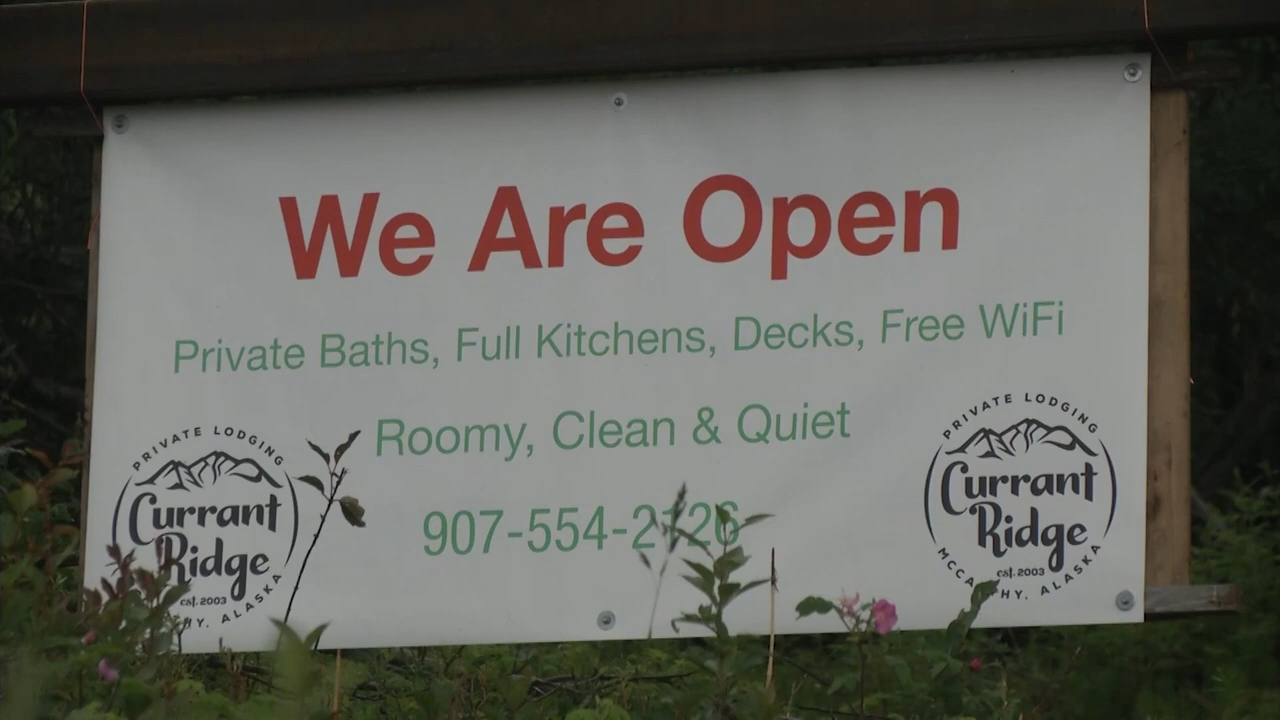 We Are Open
Private Baths, Full Kitchens, Decks, Free WiFi
Roomy, Clean & Quiet
907-554-2126
PRIVATE LODGING
Currant
Ridge
est. 2003
ALASKA
PRIVATE LODGING
Currant
Ridge
est. 2003
ALASKA